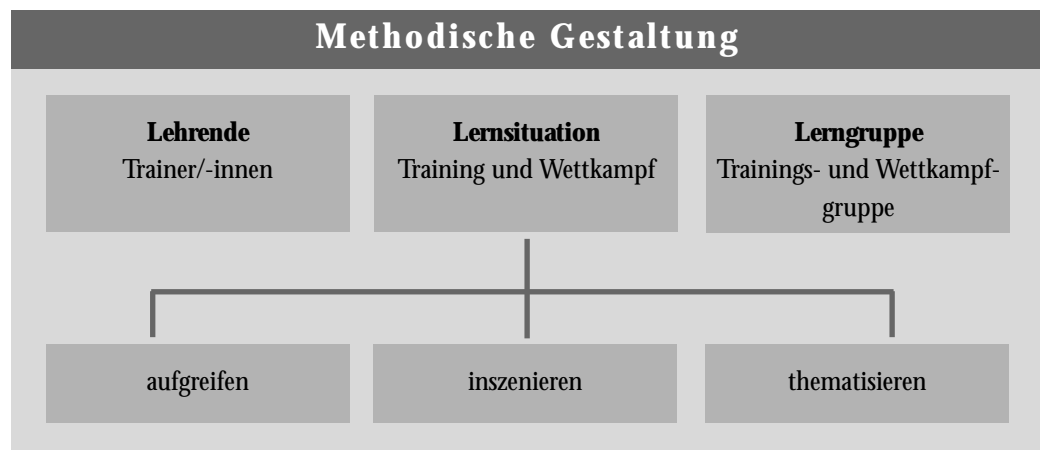 Methodische Gestaltung
Lehrende
Trainer/-innen
Lernsituation
Training und Wettkampf
Lerngruppe
Trainings- und Wettkampf-
gruppe
aufgreifen
inszenieren
thematisieren